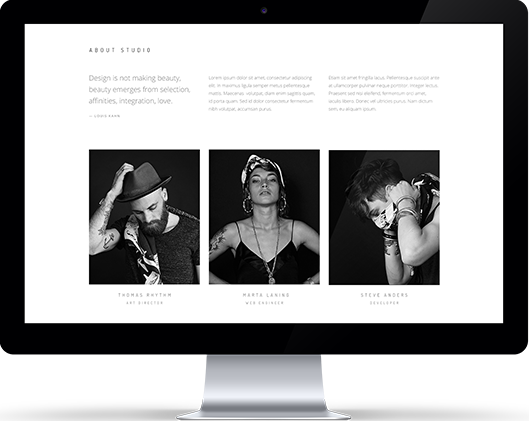 ABOUT STUDIO
Design is not making beauty,
beauty emerges from selection,
affinities, integration, love.
— LOUIS KAHN
Lorem ipsum dolor sit amet, consectetur adipiscing
elit. In maximus ligula semper metus pellentesque
mattis. Maecenas volutpat, diam enim sagittis quam,
id porta quam. Sed id dolor consectetur fermentum
nibh volutpat, accumsan purus.
Etiam sit amet fringilla lacus. Pellentesque suscipit ante
at ullamcorper pulvinar neque porttitor. Integer lectus.
Praesent sed nisi eleifend, fermentum orci amet,
iaculis libero. Donec vel ultricies purus. Nam dictum
sem, eu aliquam ipsum.
THOMAS RHYTHM
ART DIRECTOR
MARTA LANING
WEB ENGINEER
STEVE ANDERS
DEVELOPER